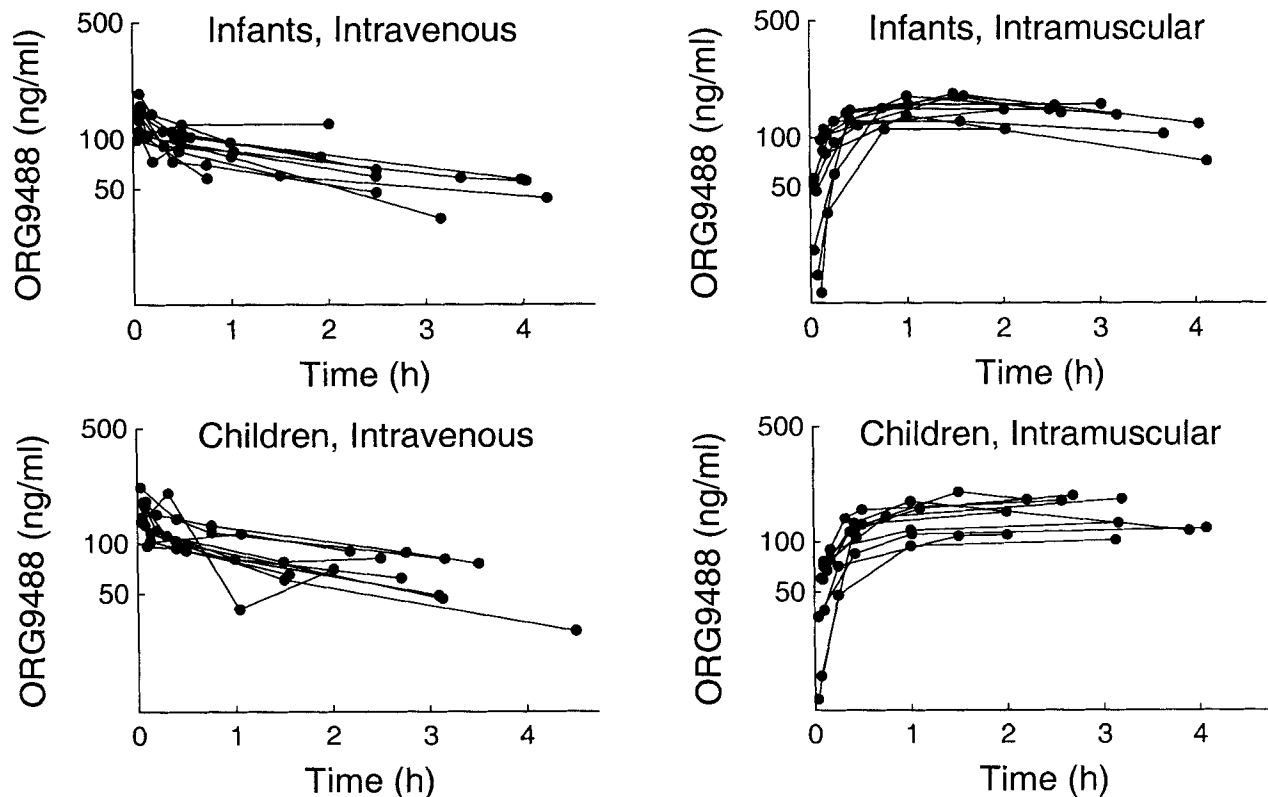 Infants, Intravenous
500
100
50
ORG9488 (ng/ml)
0 1 2 3 4
Time (h)
Infants, Intramuscular
500
100
50
ORG9488 (ng/ml)
0 1 2 3 4
Time (h)
Children, Intravenous
500
100
50
ORG9488 (ng/ml)
0 1 2 3 4
Time (h)
Children, Intramuscular
500
100
50
ORG9488 (ng/ml)
0 1 2 3 4
Time (h)